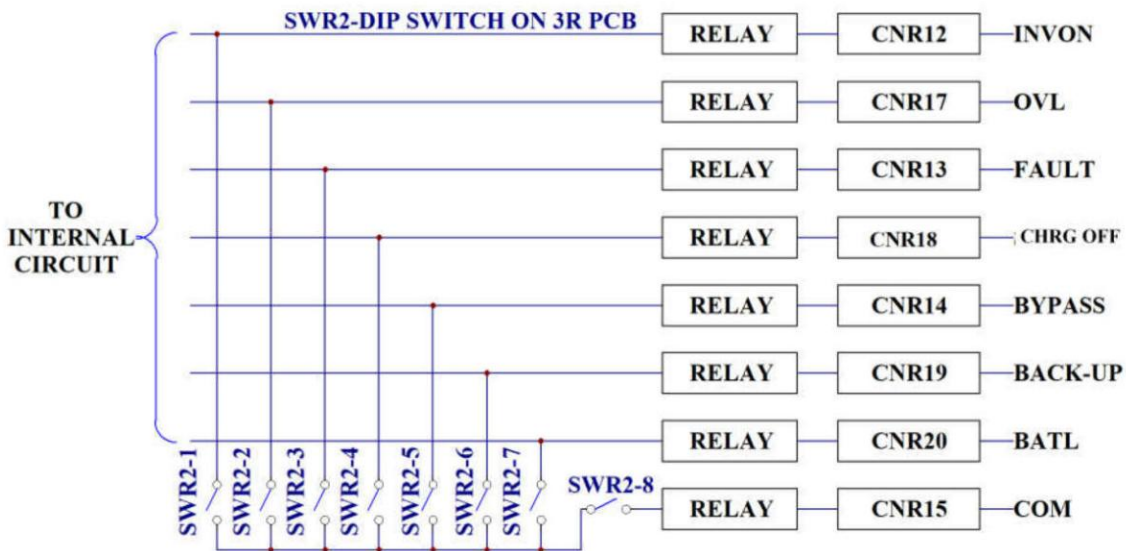 SWR2-DIP SWITCH ON 3R PCB
RELAY CNR12 INVON
RELAY CNR17 OVL
RELAY CNR13 FAULT
TO
INTERNAL
CIRCUIT
RELAY CNR18 CHRG OFF
RELAY CNR14 BYPASS
RELAY CNR19 BACK-UP
RELAY CNR20 BATL
SWR2-1
SWR2-2
SWR2-3
SWR2-4
SWR2-5
SWR2-6
SWR2-7
SWR2-8
RELAY CNR15 COM